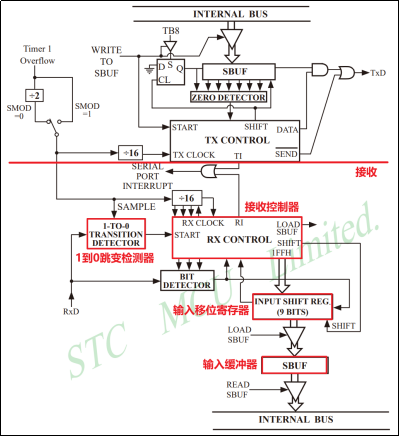 INTERNAL BUS
TB8
Timer 1
Overflow
WRITE
TO
SBUF
÷2
SMOD
=0
SMOD
=1
D S Q
CL
SBUF
ZERO DETECTOR
TxD
START
SHIFT
DATA
TX CONTROL
÷16
TX CLOCK
TI
SEND
接收
SERIAL
PORT
INTERRUPT
SAMPLE
÷16
接收控制器
1-TO-0
TRANSITION
DETECTOR
START
RX CLOCK
RI
LOAD
SBUF
RX CONTROL
SHIFT
1FFH
1到0跳变检测器
BIT
DETECTOR
输入移位寄存器
INPUT SHIFT REG.
(9 BITS)
RxD
LOAD
SBUF
SHIFT
输入缓冲器
SBUF
READ
SBUF
INTERNAL BUS
STC MCU Limited.